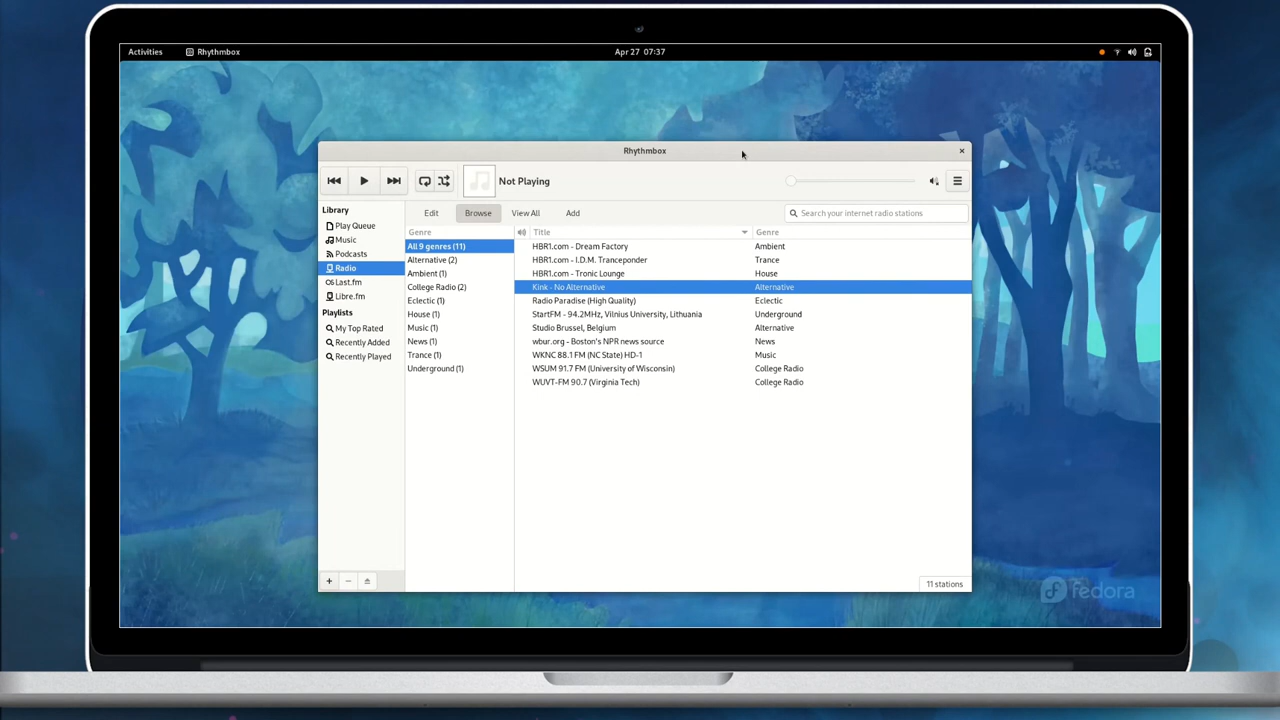 Activities Rhythmbox Apr 27 07:37
Rhythmbox
Not Playing
Library
Play Queue
Music
Podcasts
Radio
Last.fm
Libre.fm
Playlists
My Top Rated
Recently Added
Recently Played
Edit Browse View All Add Search your internet radio stations
Genre
All 9 genres (11)
Alternative (2)
Ambient (1)
College Radio (2)
Eclectic (1)
House (1)
Music (1)
News (1)
Trance (1)
Underground (1)
Title Genre
HBR1.com - Dream Factory Ambient
HBR1.com - I.D.M. Tranceponder Trance
HBR1.com - Tronic Lounge House
Kink - No Alternative Alternative
Radio Paradise (High Quality) Eclectic
StartFM - 94.2MHz, Vilnius University, Lithuania Underground
Studio Brussel, Belgium Alternative
wbur.org - Boston's NPR news source News
WKNC 88.1 FM (NC State) HD-1 Music
WSUM 91.7 FM (University of Wisconsin) College Radio
WUVT-FM 90.7 (Virginia Tech) College Radio
11 stations
fedora